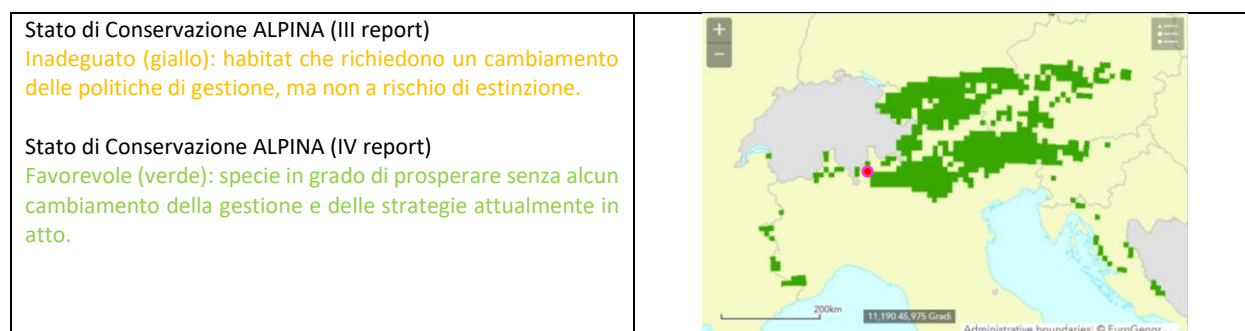 Stato di Conservazione ALPINA (III report)
Inadeguato (giallo): habitat che richiedono un cambiamento
delle politiche di gestione, ma non a rischio di estinzione.
Stato di Conservazione ALPINA (IV report)
Favorevole (verde): specie in grado di prosperare senza alcun
cambiamento della gestione e delle strategie attualmente in
atto.
+
−
200km
11,190 45,975 Gradi
Administrative boundaries: © EuroGeogr...